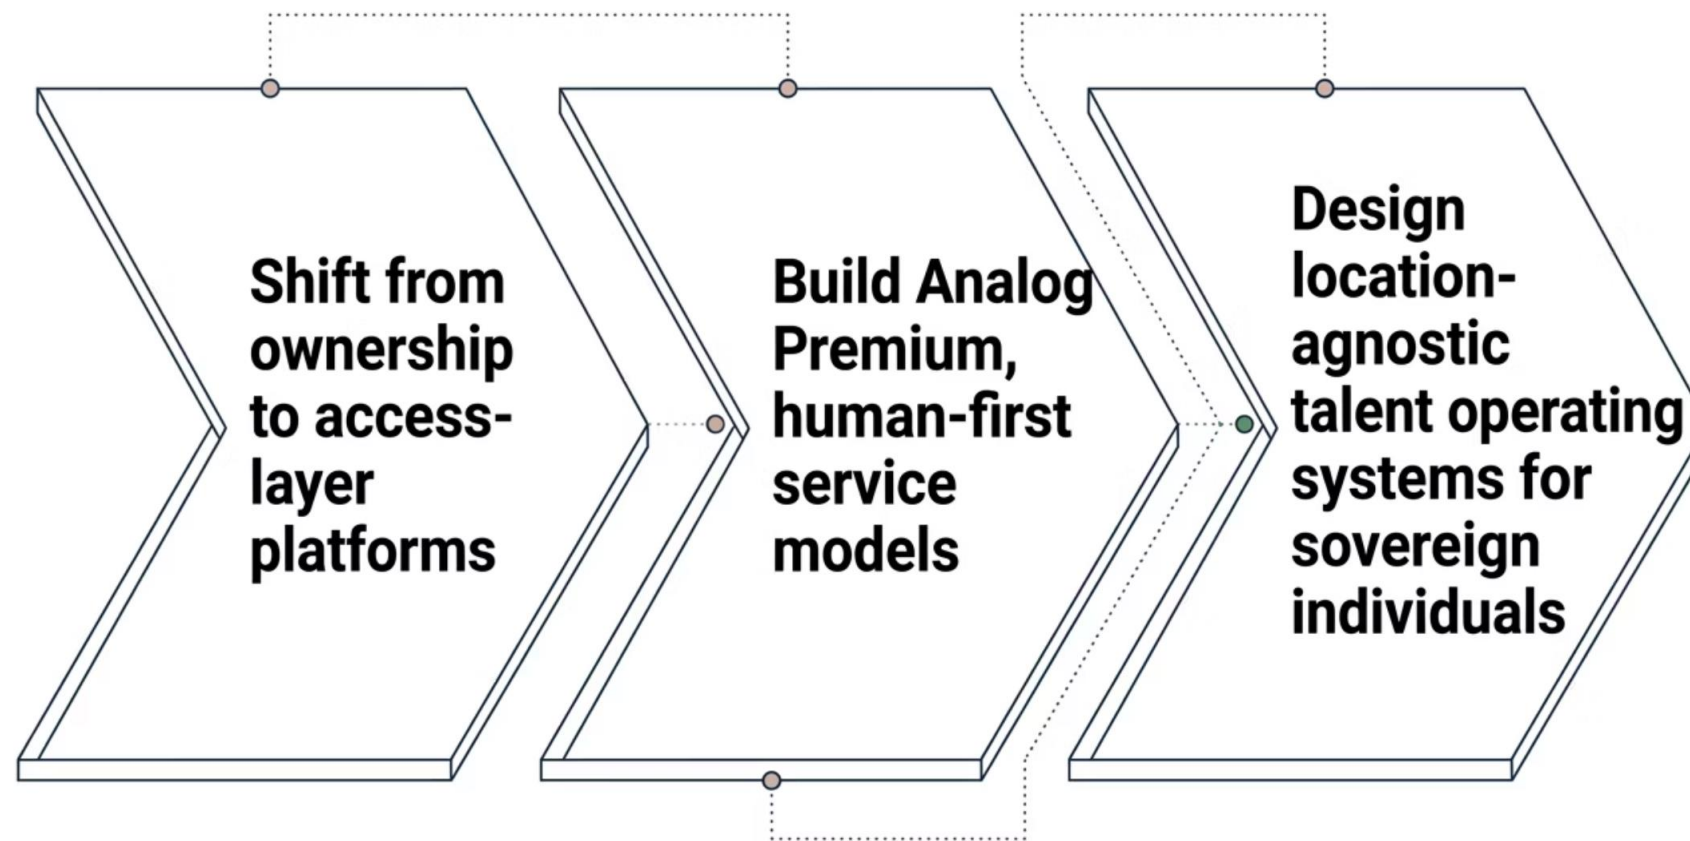 Shift from
ownership
to access-
layer
platforms
Build Analog
Premium,
human-first
service
models
Design
location-
agnostic
talent operating
systems for
sovereign
individuals